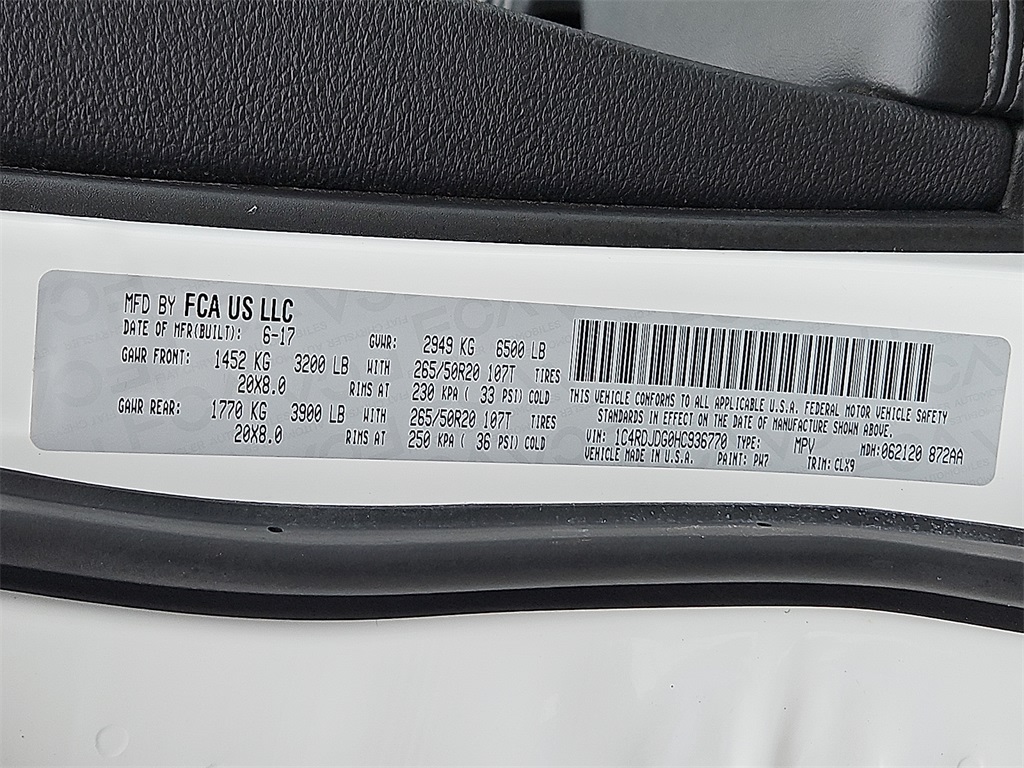 MFD BY FCA US LLC
DATE OF MFR(BUILT): 6-17 GVWR: 2949 KG 6500 LB
GAWR FRONT: 1452 KG 3200 LB WITH 265/50R20 107T TIRES
20X8.0 RIMS AT 230 KPA ( 33 PSI) COLD
GAWR REAR: 1770 KG 3900 LB WITH 265/50R20 107T TIRES
20X8.0 RIMS AT 250 KPA ( 36 PSI) COLD
THIS VEHICLE CONFORMS TO ALL APPLICABLE U.S.A. FEDERAL MOTOR VEHICLE SAFETY
STANDARDS IN EFFECT ON THE DATE OF MANUFACTURE SHOWN ABOVE.
VIN: 1C4RDJDG0HC936770 TYPE: MPV MDH:062120 872AA
VEHICLE MADE IN U.S.A. PAINT: PW7 TRIM: CLX9